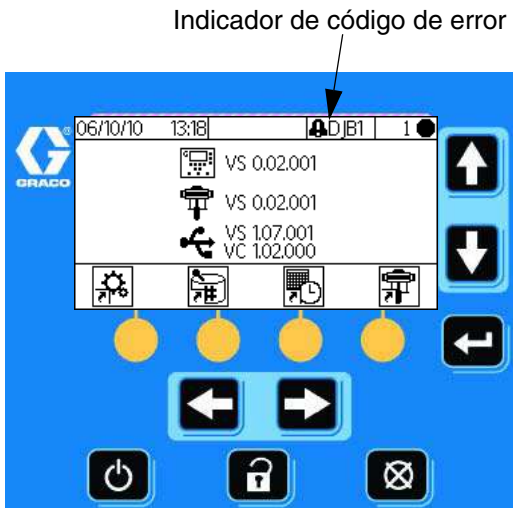 Indicador de código de error
06/10/10 13:18 DJB1 1
GRACO
VS 0.02.001
VS 0.02.001
VS 1.07.001
VC 1.02.000